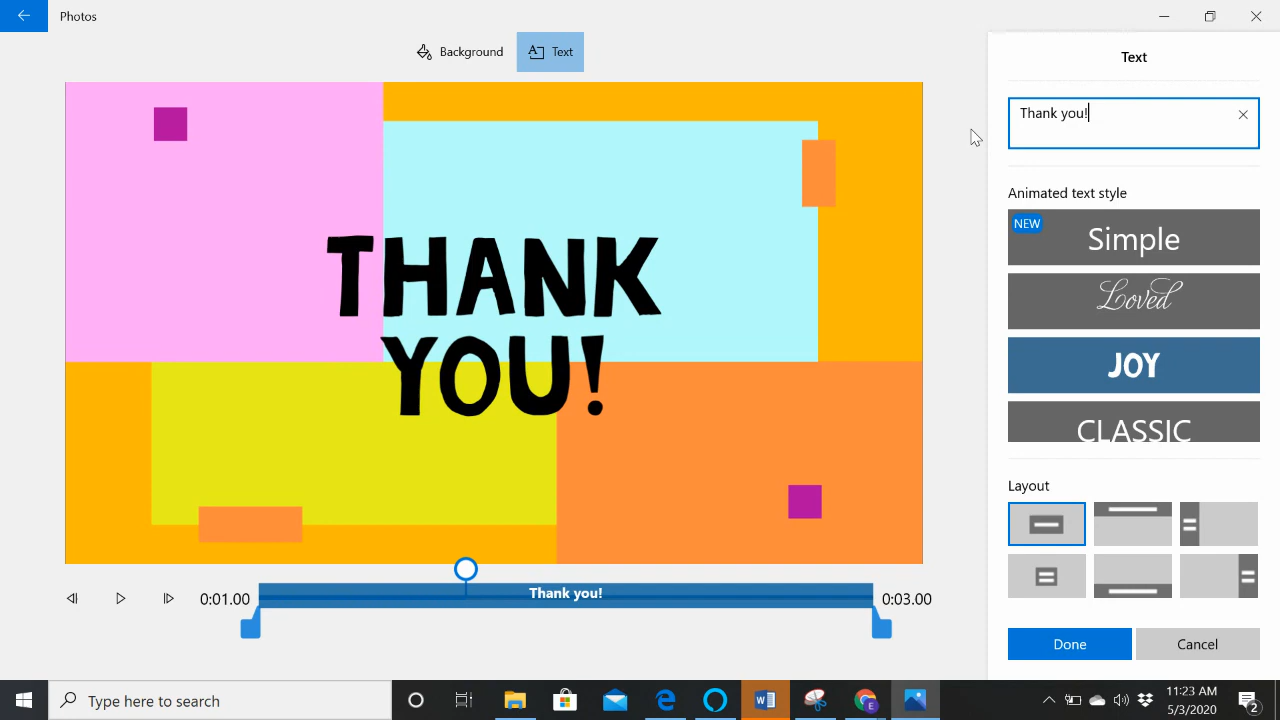 Photos
Background
Text
Text
Thank you!
THANK
YOU!
Animated text style
NEW
Simple
Loved
JOY
CLASSIC
Layout
0:01.00
Thank you!
0:03.00
Done
Cancel
Type here to search
11:23 AM
5/3/2020
2